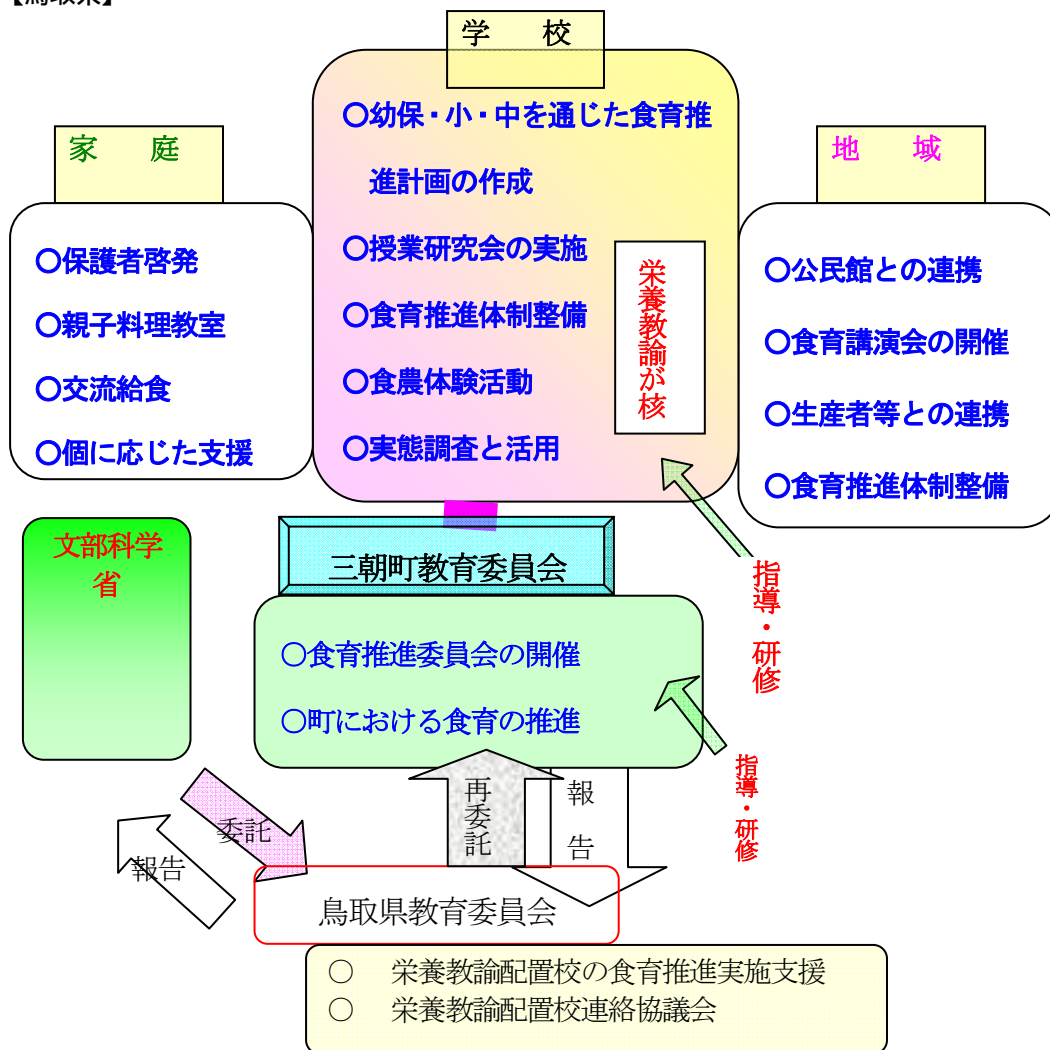 【鳥取県】
学　校
○幼保・小・中を通じた食育推
進計画の作成
○授業研究会の実施
○食育推進体制整備
○食農体験活動
○実態調査と活用
栄養教諭が核
家　庭
○保護者啓発
○親子料理教室
○交流給食
○個に応じた支援
地　域
○公民館との連携
○食育講演会の開催
○生産者等との連携
○食育推進体制整備
文部科学
省
三朝町教育委員会
○食育推進委員会の開催
○町における食育の推進
指導・研修
指導・研修
再委託
報告
委託
報告
鳥取県教育委員会
○　栄養教諭配置校の食育推進実施支援
○　栄養教諭配置校連絡協議会